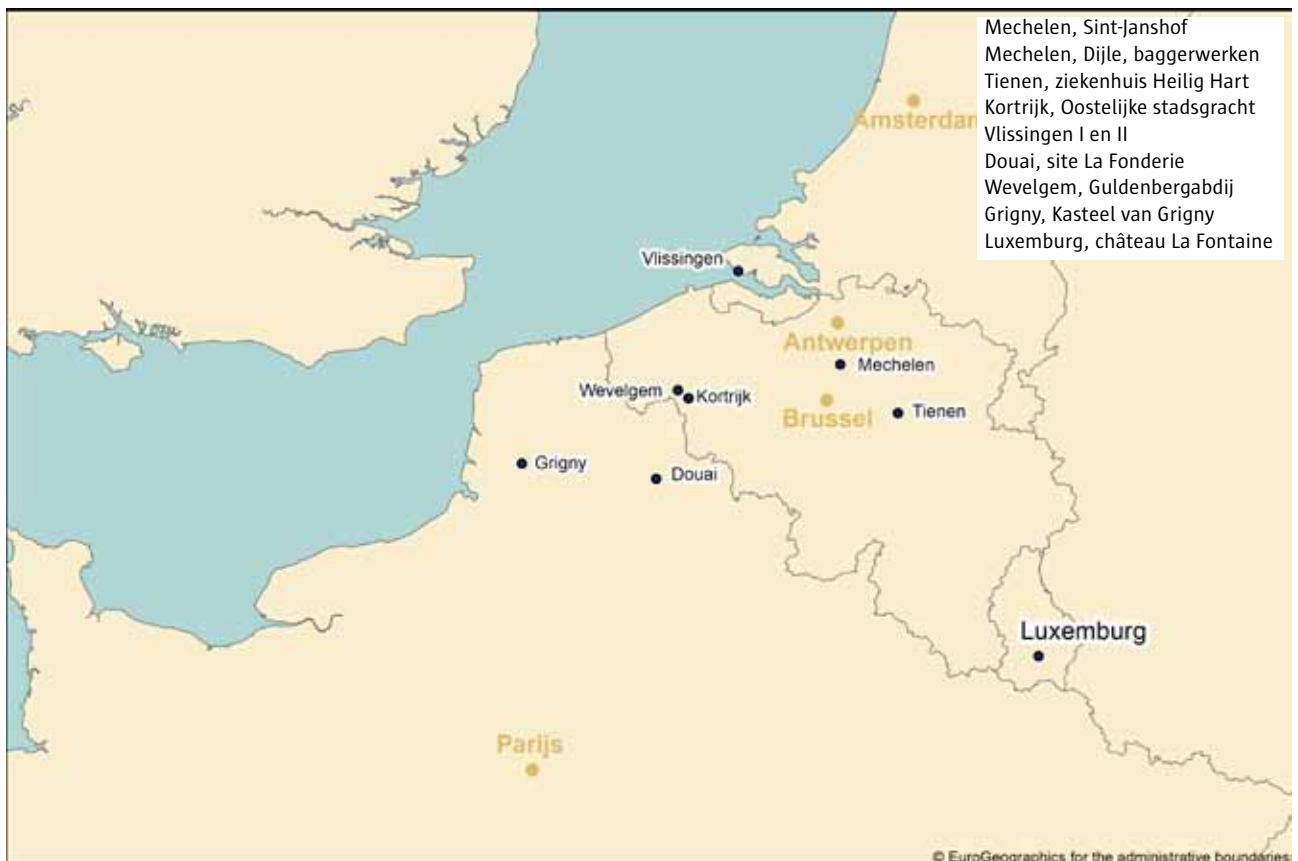 Mechelen, Sint-Janshof
Mechelen, Dijle, baggerwerken
Tienen, ziekenhuis Heilig Hart
Kortrijk, Oostelijke stadsgracht
Vlissingen I en II
Douai, site La Fonderie
Wevelgem, Guldenbergabdij
Grigny, Kasteel van Grigny
Luxemburg, château La Fontaine
Amsterdam
Vlissingen
Antwerpen
Mechelen
Wevelgem
Kortrijk
Brussel
Tienen
Grigny
Douai
Luxemburg
Parijs
© EuroGeographics for the administrative boundaries